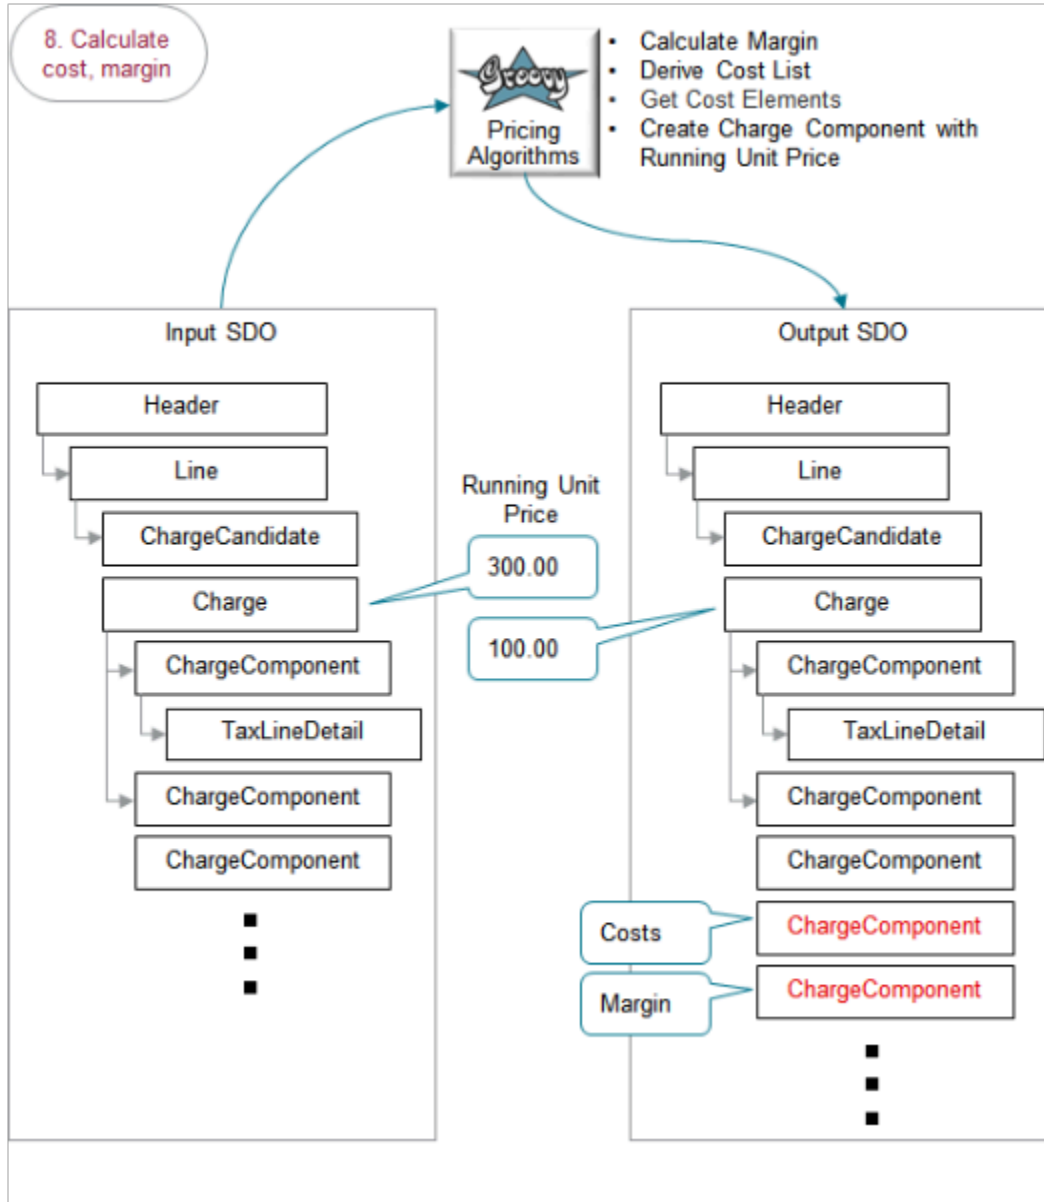 8. Calculate
cost, margin
Groovy
Pricing
Algorithms
• Calculate Margin
• Derive Cost List
• Get Cost Elements
• Create Charge Component with
Running Unit Price
Input SDO
Header
Line
ChargeCandidate
Charge
ChargeComponent
TaxLineDetail
ChargeComponent
ChargeComponent
Running Unit
Price
300.00
100.00
Output SDO
Header
Line
ChargeCandidate
Charge
ChargeComponent
TaxLineDetail
ChargeComponent
ChargeComponent
Costs
ChargeComponent
Margin
ChargeComponent